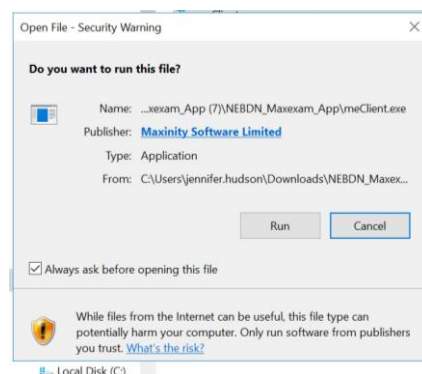 Open File - Security Warning
Do you want to run this file?
Name: ...xexam_App (7)\NEBDN_Maxexam_App\meClient.exe
Publisher: Maxinity Software Limited
Type: Application
From: C:\Users\jennifer.hudson\Downloads\NEBDN_Maxex...
Run Cancel
Always ask before opening this file
While files from the Internet can be useful, this file type can
potentially harm your computer. Only run software from publishers
you trust. What's the risk?
Local Disk (C:)